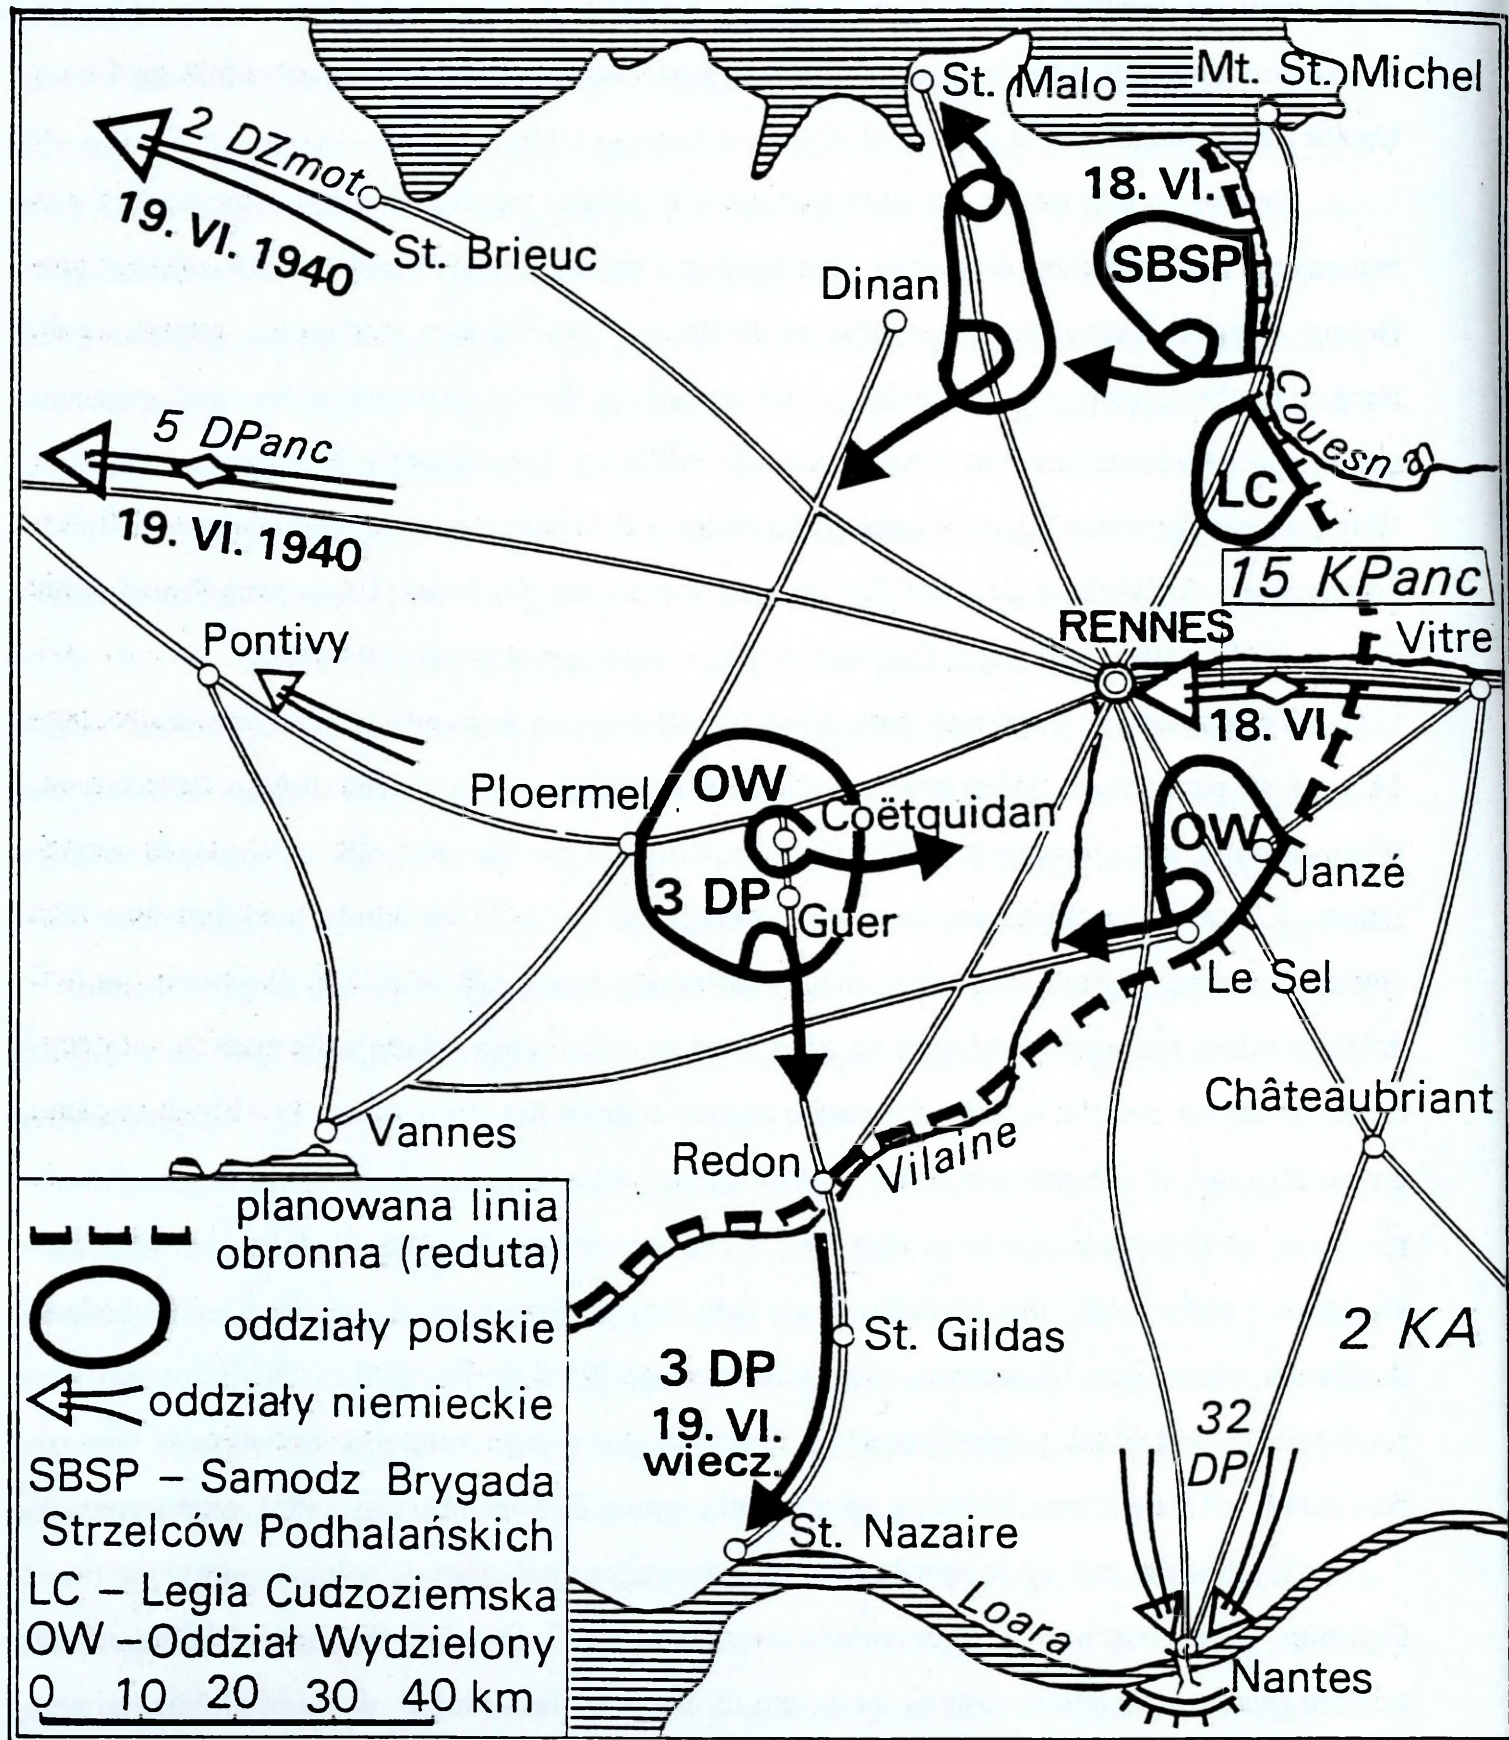 St. Malo
Mt. St. Michel
2 DZmot
19. VI. 1940
St. Brieuc
18. VI.
SBSP
Dinan
Couesn
5 DPanc
19. VI. 1940
LC
15 KPanc
Pontivy
RENNES
Vitre
18. VI.
Ploermel
OW
Coëtquidan
OW
Janzé
3 DP
Guer
Le Sel
Châteaubriant
Vannes
Redon
Vilaine
planowana linia
obronna (reduta)
oddziały polskie
St. Gildas
2 KA
3 DP
19. VI.
wiecz.
oddziały niemieckie
32
DP
SBSP – Samodz Brygada
Strzelców Podhalańskich
St. Nazaire
LC – Legia Cudzoziemska
Loara
OW – Oddział Wydzielony
Nantes
0 10 20 30 40 km